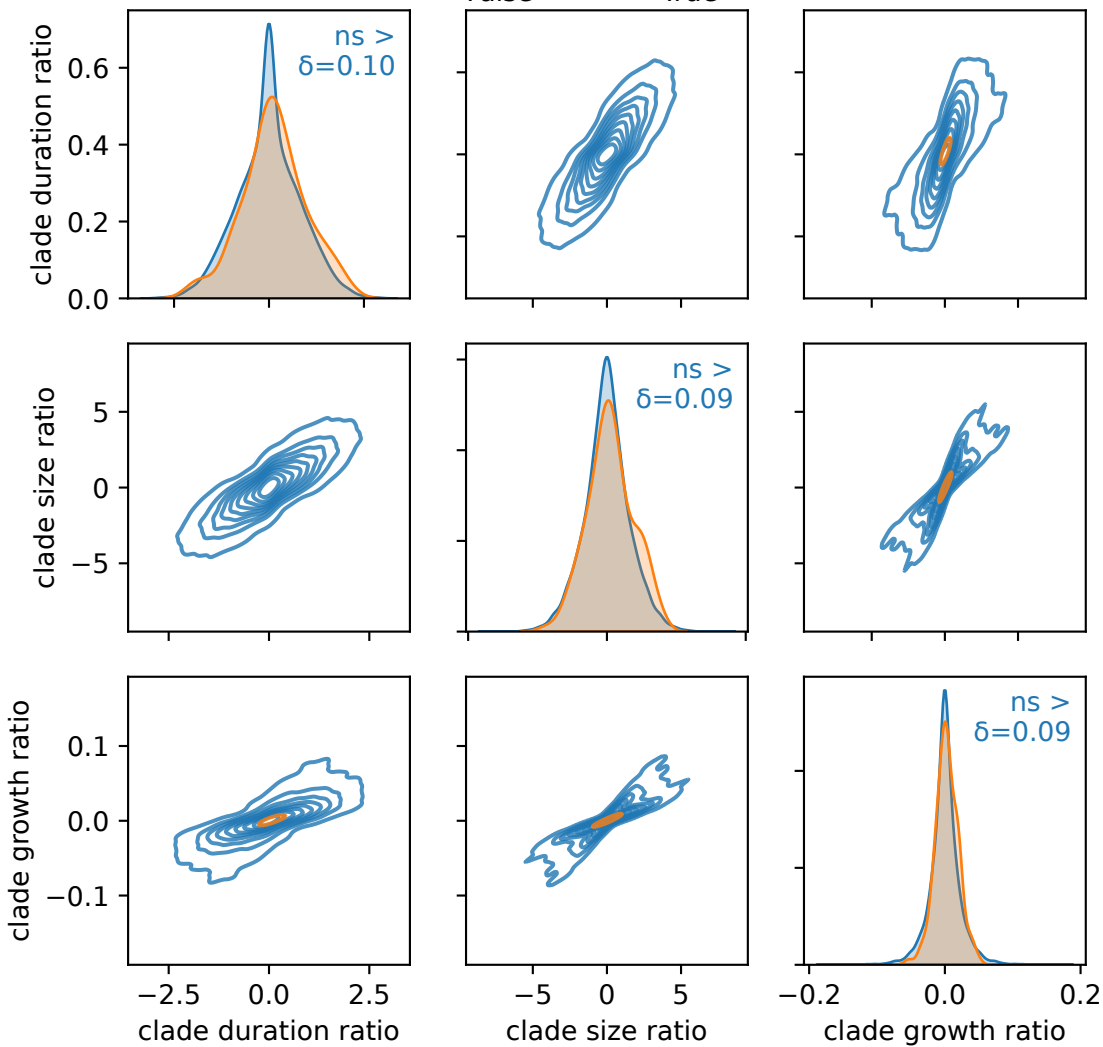 clade duration ratio
0.6
0.4
0.2
0.0
ns >
δ=0.10
clade size ratio
5
0
−5
ns >
δ=0.09
clade growth ratio
0.1
0.0
−0.1
ns >
δ=0.09
−2.5 0.0 2.5
−5 0 5
−0.2 0.0 0.2
clade duration ratio
clade size ratio
clade growth ratio